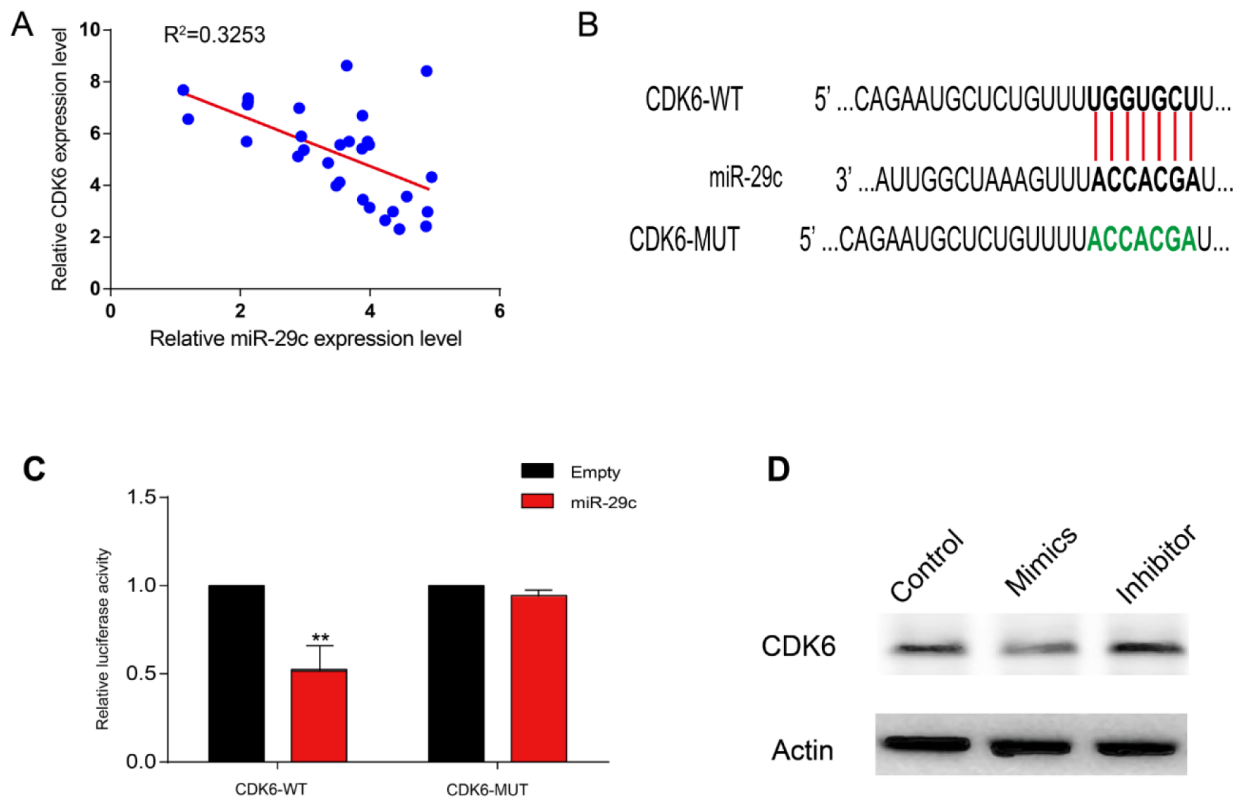 A
R²=0.3253
Relative CDK6 expression level
10
8
6
4
2
0
0 2 4 6
Relative miR-29c expression level
B
CDK6-WT 5' ...CAGAAUGCUCUGUUUUUGGUGCUU...
miR-29c 3' ...AUUGGCUAAAGUUUACCACGAU...
CDK6-MUT 5' ...CAGAAUGCUCUGUUUUACCACGAU...
C
Empty
miR-29c
Relative luciferase acivity
1.5
1.0
0.5
0.0
**
CDK6-WT CDK6-MUT
D
Control Mimics Inhibitor
CDK6
Actin